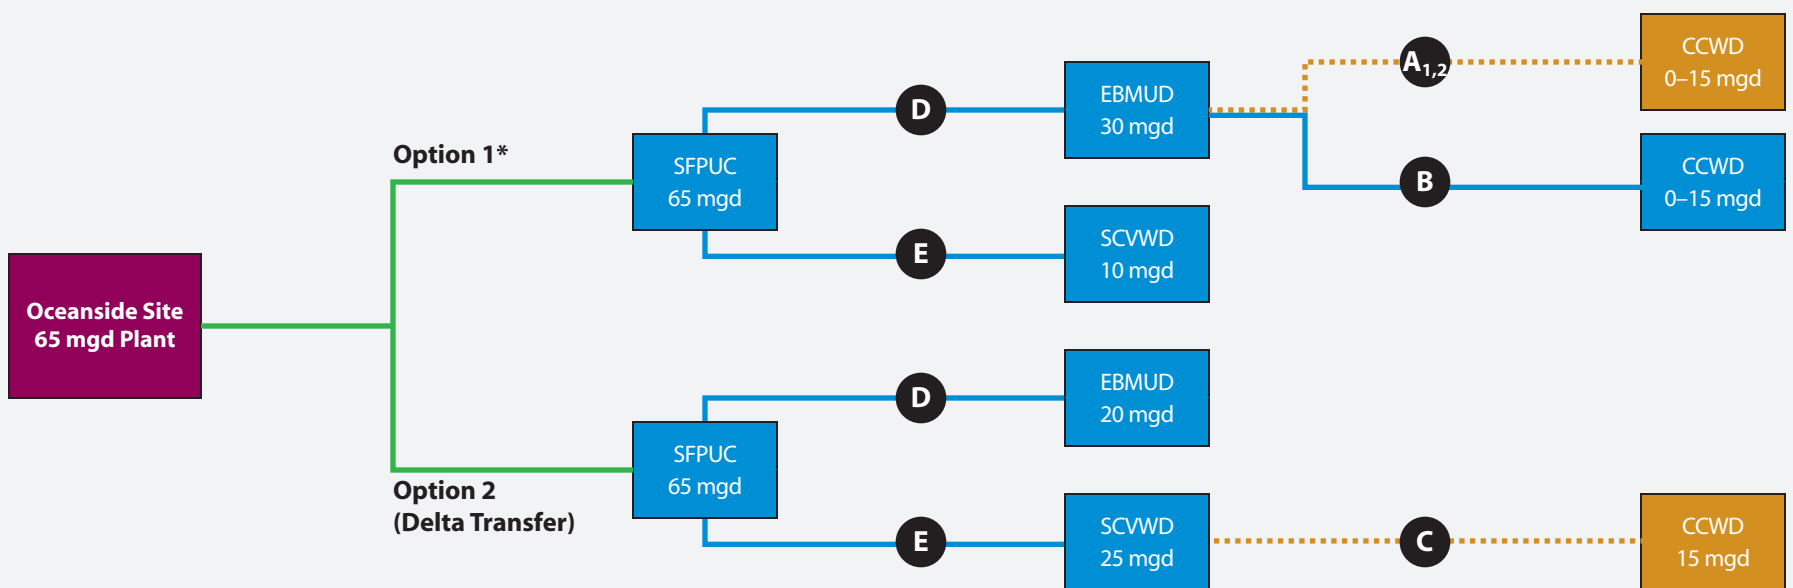 Oceanside Site
65 mgd Plant
Option 1*
SFPUC
65 mgd
D
EBMUD
30 mgd
A1,2
CCWD
0–15 mgd
B
CCWD
0–15 mgd
E
SCVWD
10 mgd
Option 2
(Delta Transfer)
SFPUC
65 mgd
D
EBMUD
20 mgd
E
SCVWD
25 mgd
C
CCWD
15 mgd